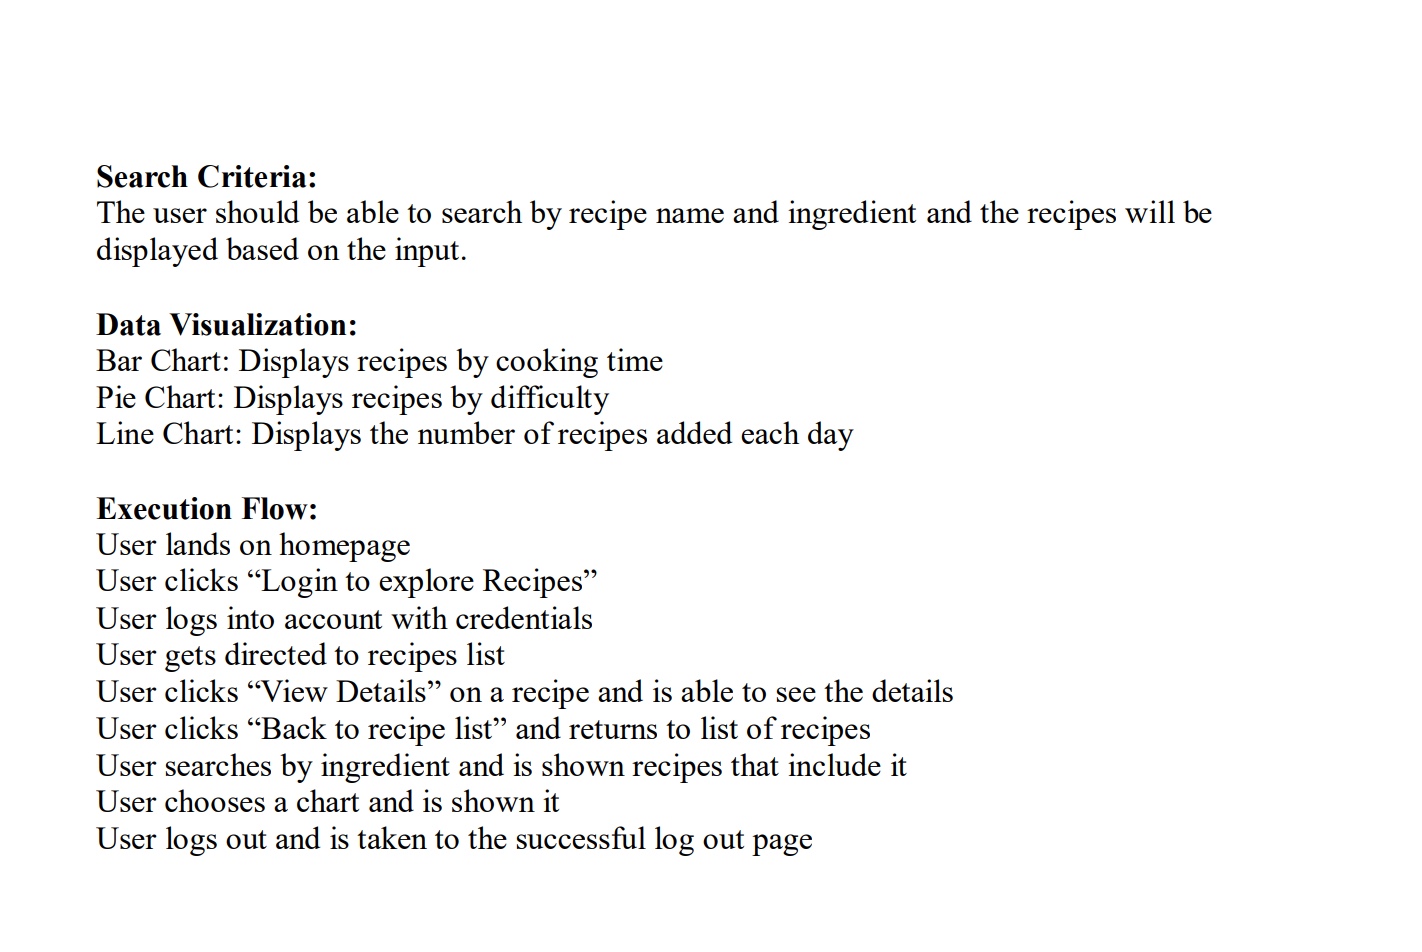 Search Criteria:
The user should be able to search by recipe name and ingredient and the recipes will be
displayed based on the input.
Data Visualization:
Bar Chart: Displays recipes by cooking time
Pie Chart: Displays recipes by difficulty
Line Chart: Displays the number of recipes added each day
Execution Flow:
User lands on homepage
User clicks “Login to explore Recipes”
User logs into account with credentials
User gets directed to recipes list
User clicks “View Details” on a recipe and is able to see the details
User clicks “Back to recipe list” and returns to list of recipes
User searches by ingredient and is shown recipes that include it
User chooses a chart and is shown it
User logs out and is taken to the successful log out page